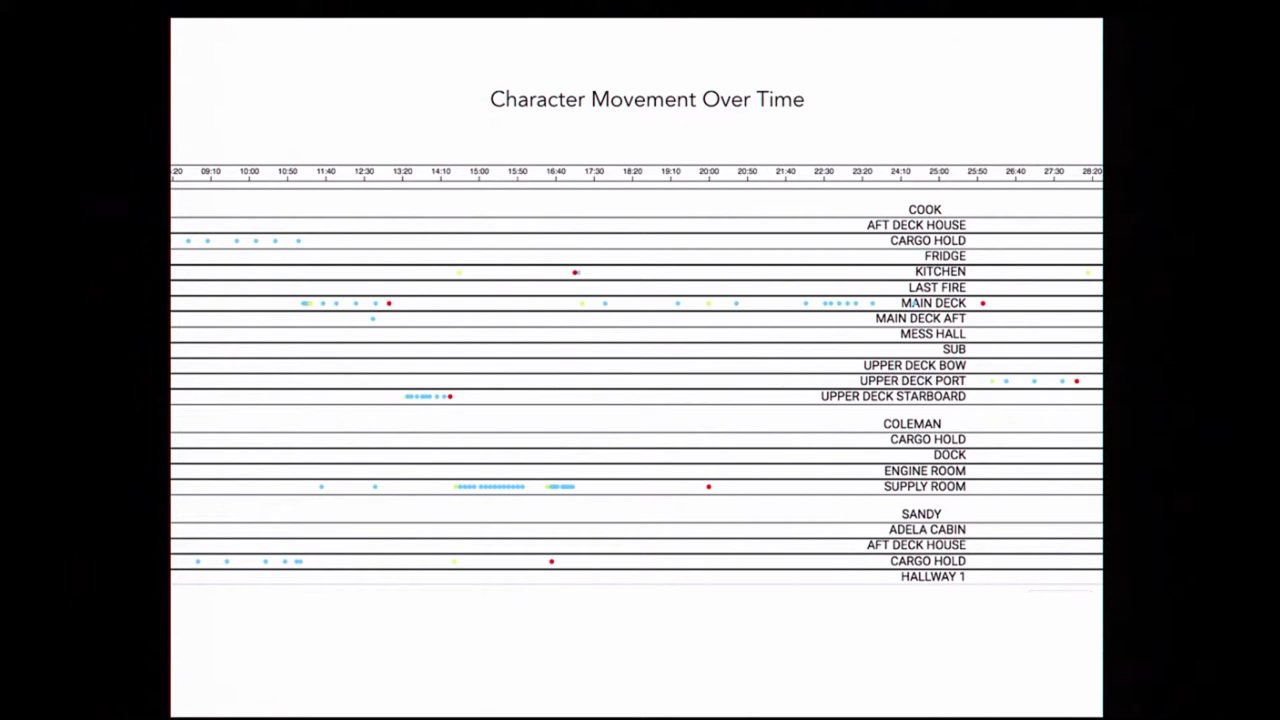 Character Movement Over Time
:20 09:10 10:00 10:50 11:40 12:30 13:20 14:10 15:00 15:50 16:40 17:30 18:20 19:10 20:00 20:50 21:40 22:30 23:20 24:10 25:00 25:50 26:40 27:30 28:20
COOK
AFT DECK HOUSE
CARGO HOLD
FRIDGE
KITCHEN
LAST FIRE
MAIN DECK
MAIN DECK AFT
MESS HALL
SUB
UPPER DECK BOW
UPPER DECK PORT
UPPER DECK STARBOARD
COLEMAN
CARGO HOLD
DOCK
ENGINE ROOM
SUPPLY ROOM
SANDY
ADELA CABIN
AFT DECK HOUSE
CARGO HOLD
HALLWAY 1